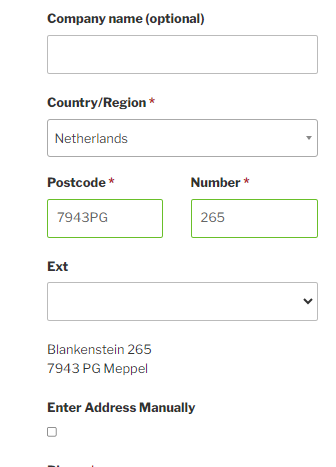 Company name (optional)
Country/Region *
Netherlands
Postcode * Number *
7943PG 265
Ext
Blankenstein 265
7943 PG Meppel
Enter Address Manually